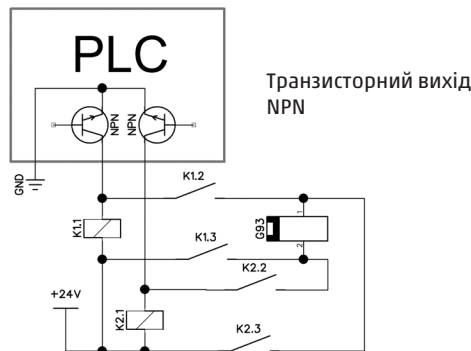 PLC
Транзисторний вихід
NPN
NPN
NPN
GND
K1.2
K1.1
K1.3
G93
1
2
K2.2
+24V
K2.1
K2.3